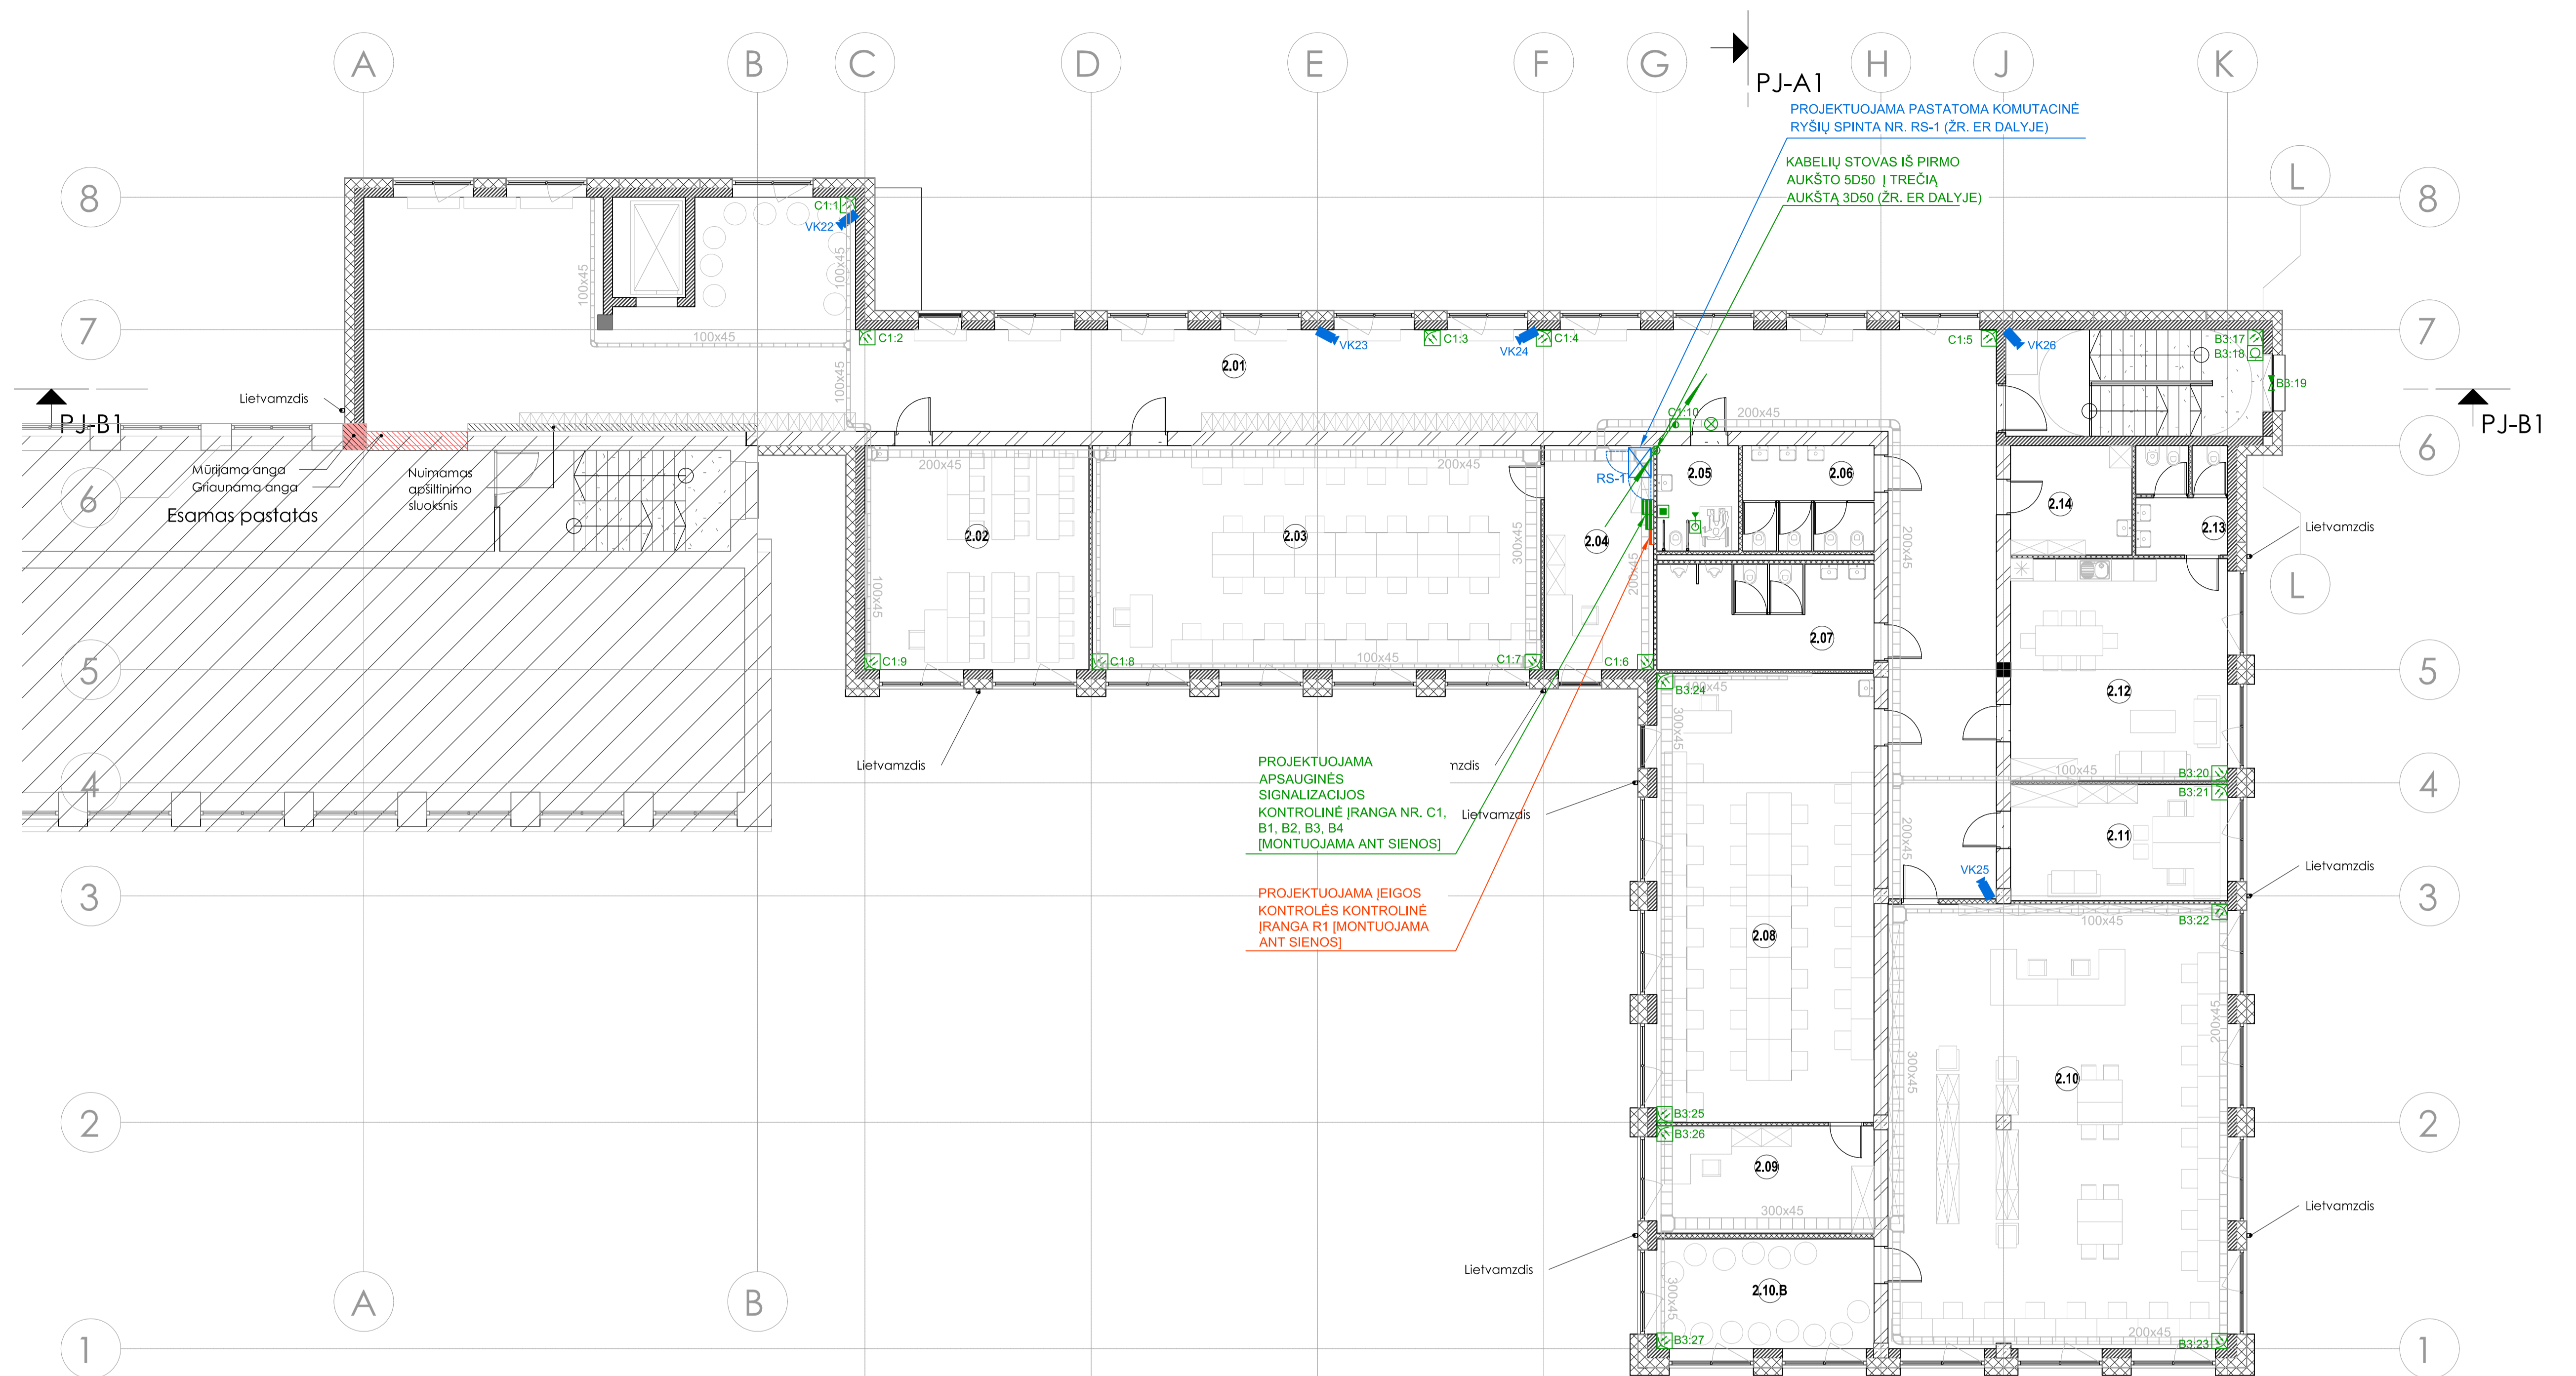 A
B
C
D
E
F
G
H
J
K
PJ-A1
PROJEKTUOJAMA PASTATOMA KOMUTACINĖ
RYŠIŲ SPINTA NR. RS-1 (ŽR. ER DALYJE)
KABELIŲ STOVAS IŠ PIRMO
AUKŠTO 5D50 Į TREČIĄ
AUKŠTĄ 3D50 (ŽR. ER DALYJE)
L
8
8
C1:1
VK22
100x45
100x45
7
7
100x45
C1:2
VK23
C1:3
VK24
C1:4
C1:5
VK26
B3:17
B3:18
B3:19
2.01
100x45
Lietvamzdis
PJ-B1
PJ-B1
C1:10
200x45
6
Mūrijama anga
Griaunama anga
Nuimamas
apšiltinimo
sluoksnis
6
Esamas pastatas
200x45
200x45
RS-1
2.05
2.06
2.14
2.13
Lietvamzdis
2.02
2.03
2.04
300x45
200x45
200x45
100x45
L
2.07
5
C1:9
C1:8
100x45
C1:7
C1:6
5
B3:24
100x45
2.12
300x45
Lietvamzdis
mzdis
4
100x45
B3:20
4
B3:21
PROJEKTUOJAMA
APSAUGINĖS
SIGNALIZACIJOS
KONTROLINĖ ĮRANGA NR. C1,
B1, B2, B3, B4
[MONTUOJAMA ANT SIENOS]
Lietvamzdis
200x45
2.11
VK25
Lietvamzdis
3
3
PROJEKTUOJAMA ĮEIGOS
KONTROLĖS KONTROLINĖ
ĮRANGA R1 [MONTUOJAMA
ANT SIENOS]
100x45
B3:22
2.08
200x45
300x45
2.10
2
B3:25
B3:26
2
2.09
300x45
Lietvamzdis
Lietvamzdis
A
B
300x45
2.10.B
1
B3:27
200x45
B3:23
1